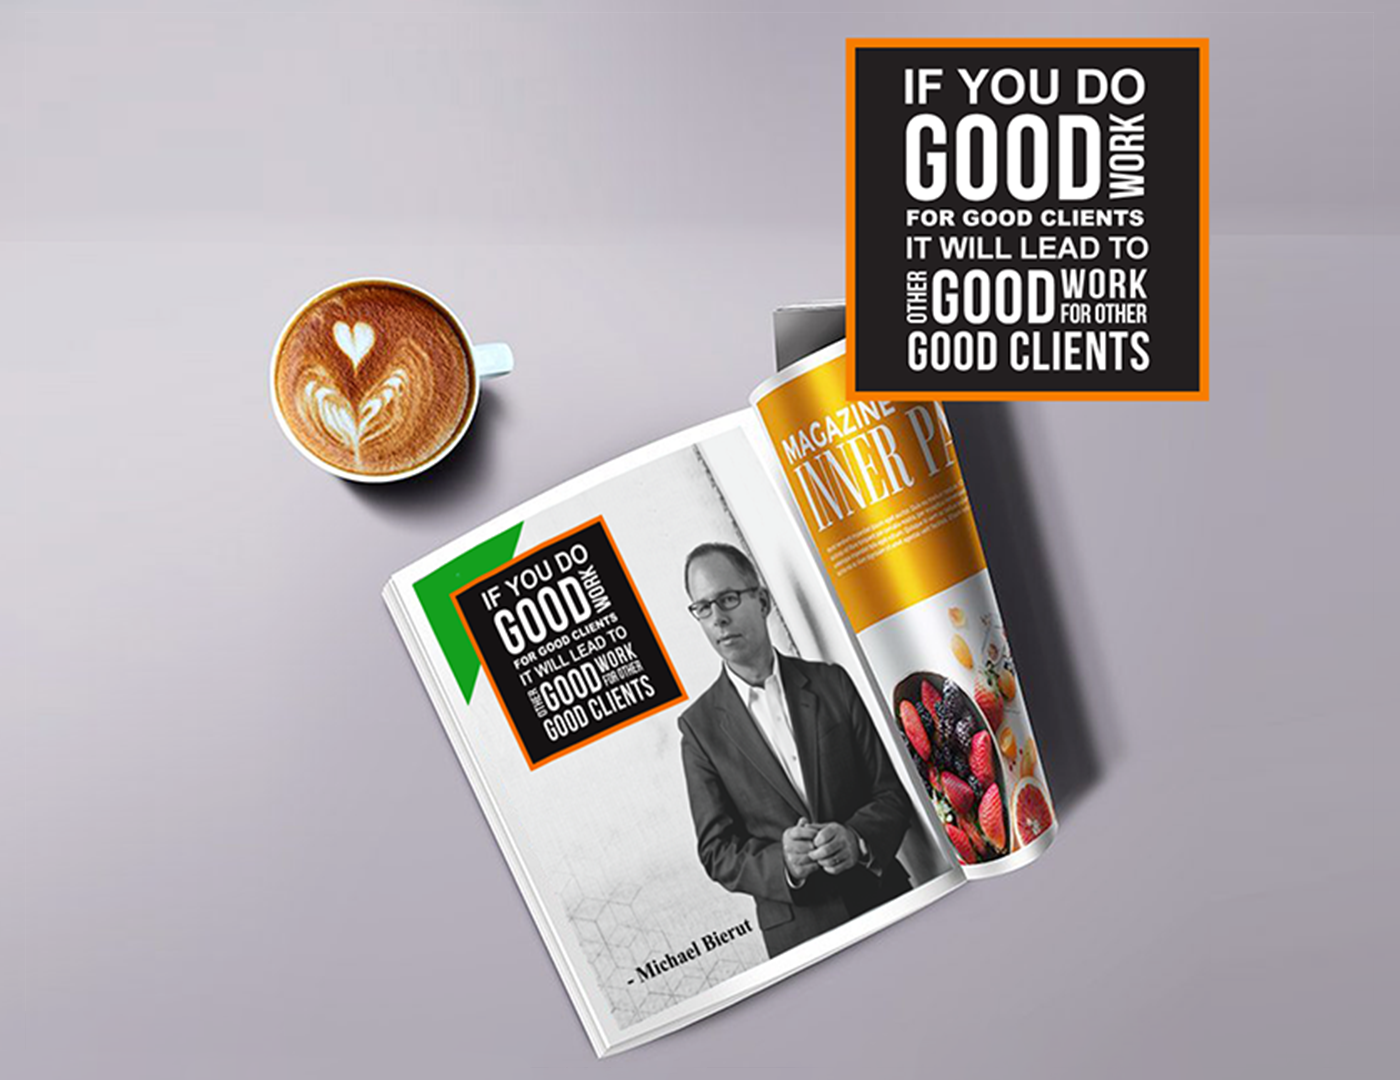 IF YOU DO
GOOD WORK
FOR GOOD CLIENTS
IT WILL LEAD TO
OTHER GOOD WORK
FOR OTHER
GOOD CLIENTS
MAGAZINE
INNER PA
IF YOU DO
GOOD WORK
FOR GOOD CLIENTS
IT WILL LEAD TO
OTHER GOOD WORK
FOR OTHER
GOOD CLIENTS
- Michael Bierut